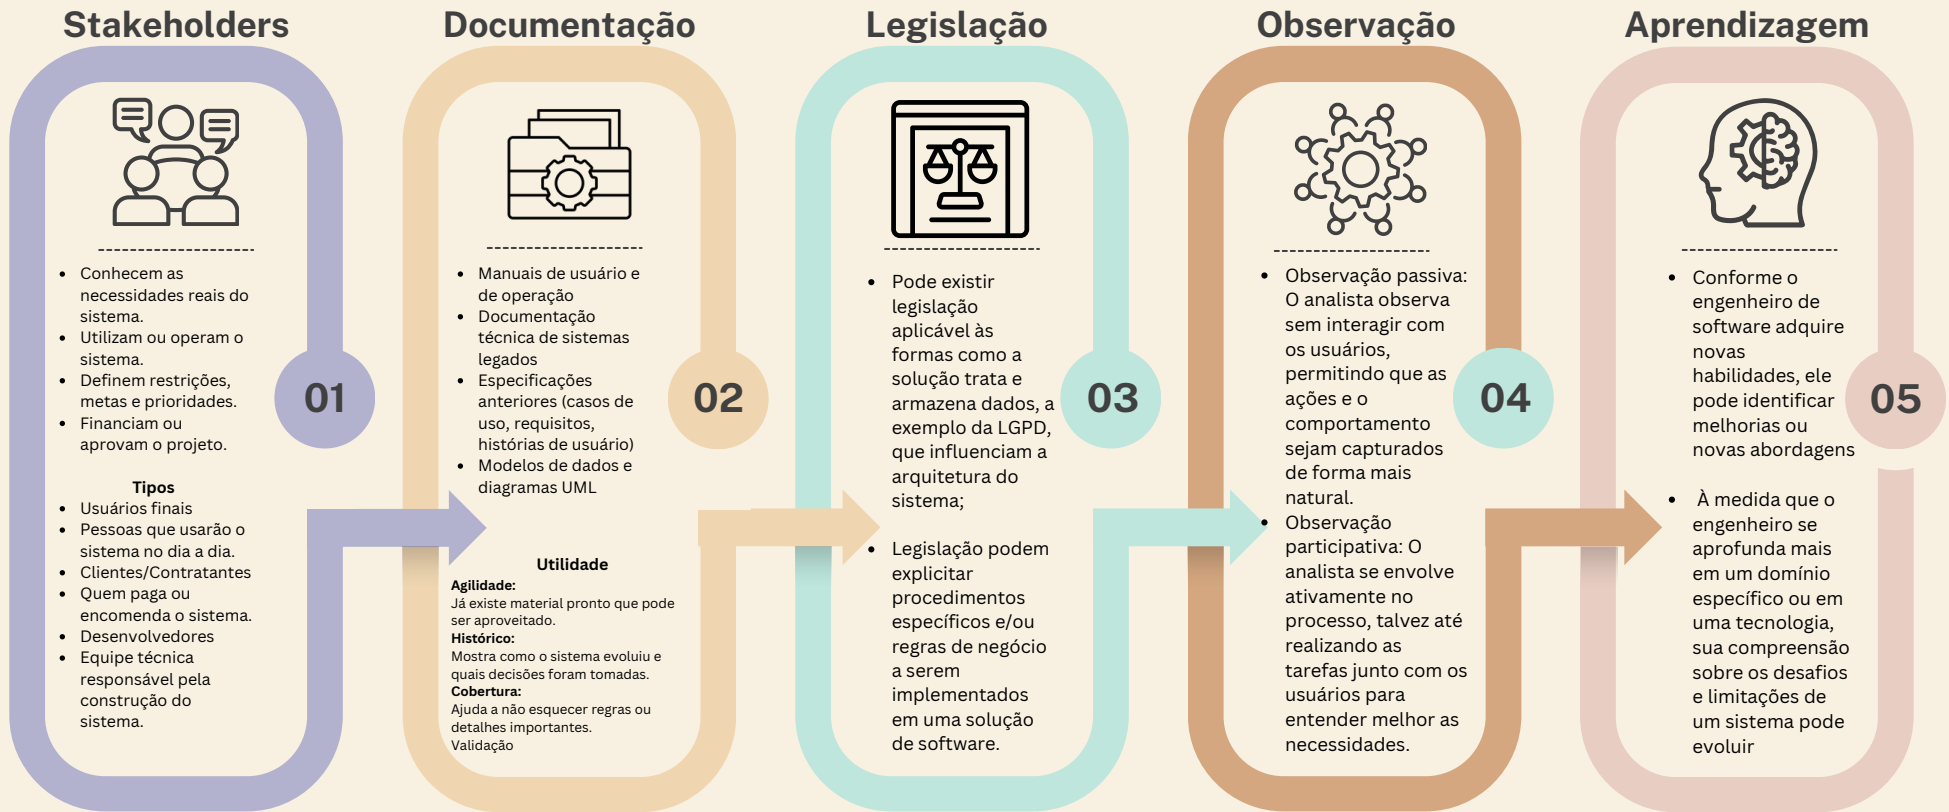 Stakeholders
Conhecem as
necessidades reais do
sistema.
Utilizam ou operam o
sistema.
Definem restrições,
metas e prioridades.
Financiam ou
aprovam o projeto.
Tipos
Usuários finais
Pessoas que usarão o
sistema no dia a dia.
Clientes/Contratantes
Quem paga ou
encomenda o sistema.
Desenvolvedores
Equipe técnica
responsável pela
construção do
sistema.
01
Documentação
Manuais de usuário e
de operação
Documentação
técnica de sistemas
legados
Especificações
anteriores (casos de
uso, requisitos,
histórias de usuário)
Modelos de dados e
diagramas UML
Utilidade
Agilidade:
Já existe material pronto que pode
ser aproveitado.
Histórico:
Mostra como o sistema evoluiu e
quais decisões foram tomadas.
Cobertura:
Ajuda a não esquecer regras ou
detalhes importantes.
Validação
02
Legislação
Pode existir
legislação
aplicável às
formas como a
solução trata e
armazena dados, a
exemplo da LGPD,
que influenciam a
arquitetura do
sistema;
Legislação podem
explicitar
procedimentos
específicos e/ou
regras de negócio
a serem
implementados
em uma solução
de software.
03
Observação
Observação passiva:
O analista observa
sem interagir com
os usuários,
permitindo que as
ações e o
comportamento
sejam capturados
de forma mais
natural.
Observação
participativa: O
analista se envolve
ativamente no
processo, talvez até
realizando as
tarefas junto com os
usuários para
entender melhor as
necessidades.
04
Aprendizagem
Conforme o
engenheiro de
software adquire
novas
habilidades, ele
pode identificar
melhorias ou
novas abordagens
À medida que o
engenheiro se
aprofunda mais
em um domínio
específico ou em
uma tecnologia,
sua compreensão
sobre os desafios
e limitações de
um sistema pode
evoluir
05